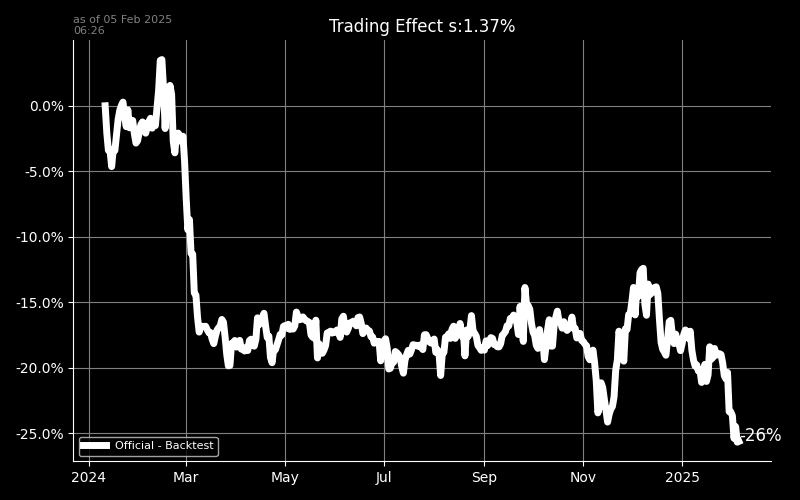 as of 05 Feb 2025
06:26
Trading Effect s:1.37%
0.0%
-5.0%
-10.0%
-15.0%
-20.0%
-25.0%
-26%
Official - Backtest
2024 Mar May Jul Sep Nov 2025